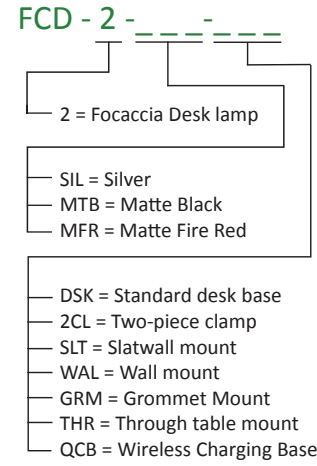 FCD - 2 - _ _ _ - _ _ _
2 = Focaccia Desk lamp
SIL = Silver
MTB = Matte Black
MFR = Matte Fire Red
DSK = Standard desk base
2CL = Two-piece clamp
SLT = Slatwall mount
WAL = Wall mount
GRM = Grommet Mount
THR = Through table mount
QCB = Wireless Charging Base